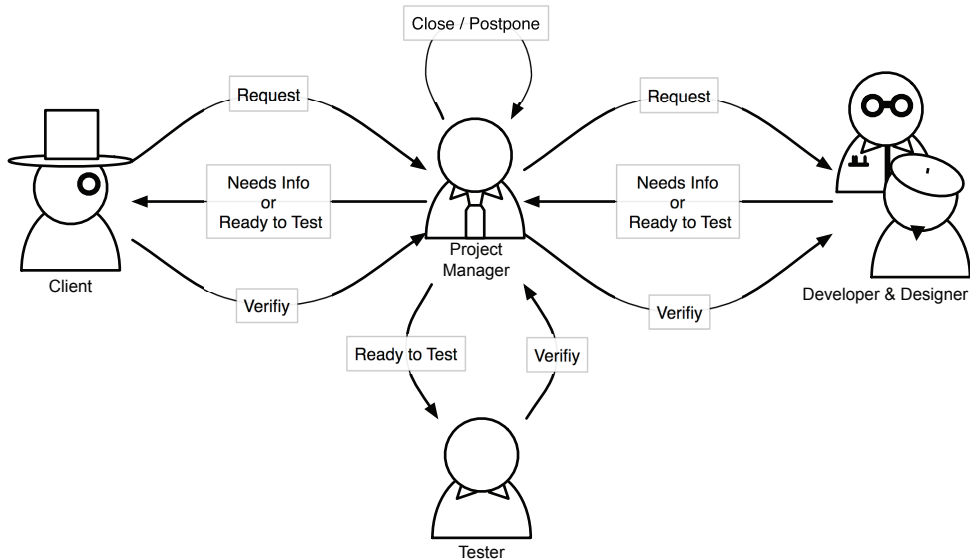 Close / Postpone
Request
Request
Needs Info
or
Ready to Test
Needs Info
or
Ready to Test
Project
Manager
Client
Developer & Designer
Verifiy
Verifiy
Ready to Test
Verifiy
Tester